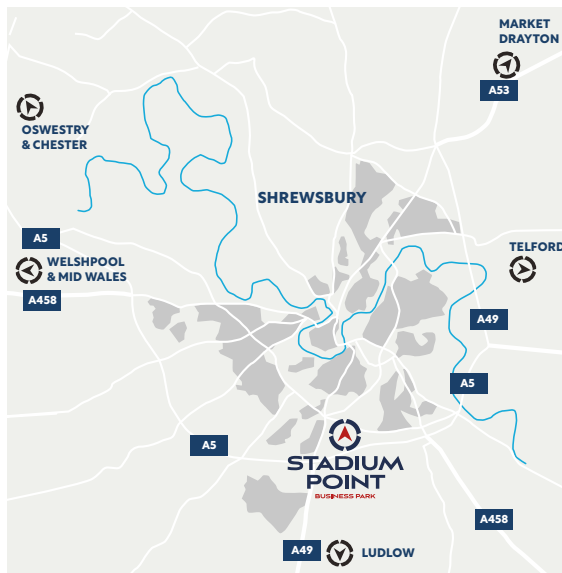 MARKET
DRAYTON
A53
OSWESTRY
& CHESTER
SHREWSBURY
A5
TELFORD
WELSHPOOL
& MID WALES
A458
A49
A5
A5
STADIUM
POINT
BUSINESS PARK
A458
A49
LUDLOW